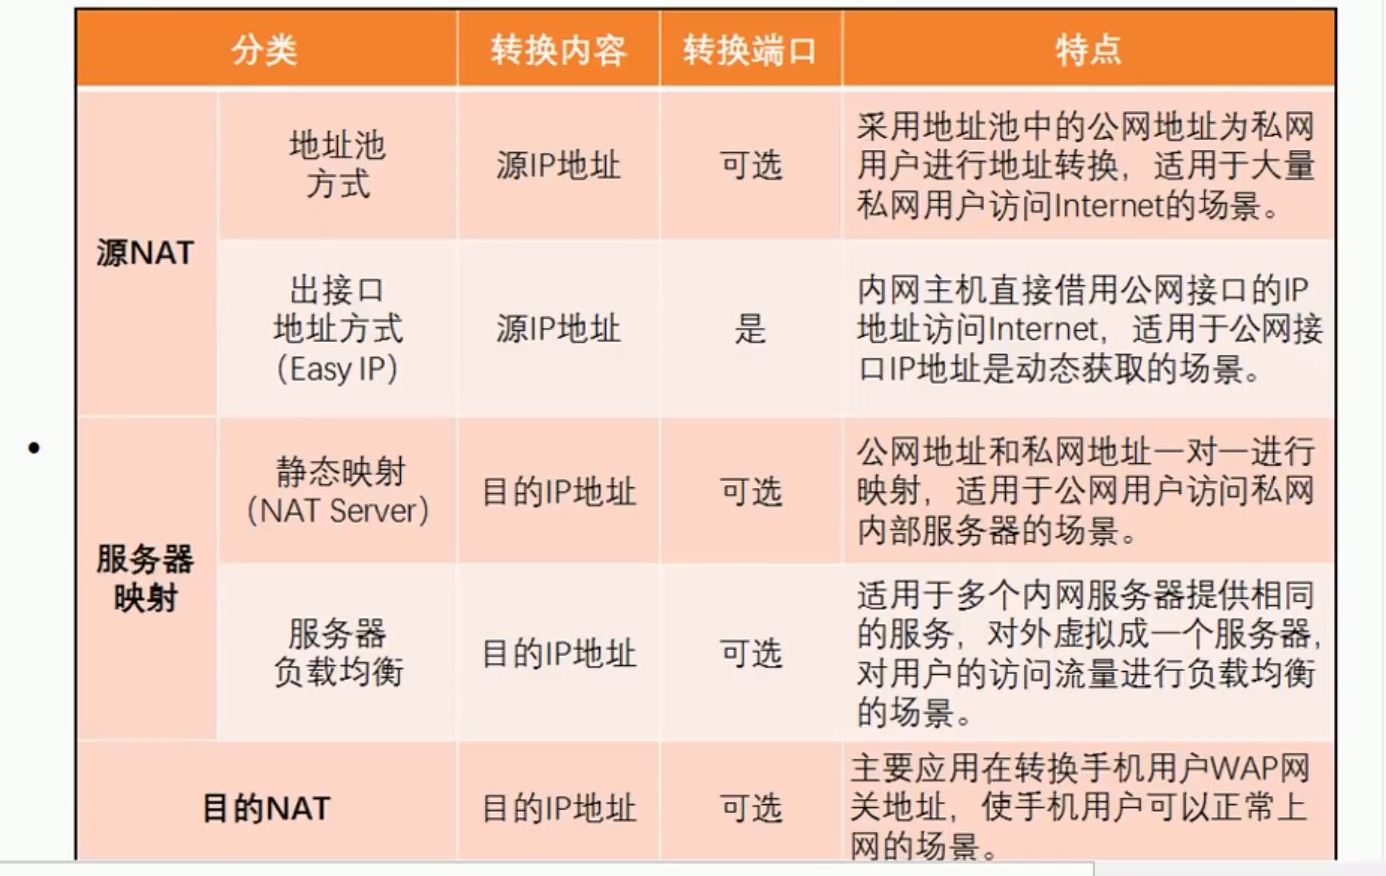 分类
转换内容
转换端口
特点
源NAT
地址池
方式
源IP地址
可选
采用地址池中的公网地址为私网
用户进行地址转换，适用于大量
私网用户访问Internet的场景。
出接口
地址方式
（Easy IP）
源IP地址
是
内网主机直接借用公网接口的IP
地址访问Internet，适用于公网接
口IP地址是动态获取的场景。
服务器
映射
静态映射
（NAT Server）
目的IP地址
可选
公网地址和私网地址一对一进行
映射，适用于公网用户访问私网
内部服务器的场景。
服务器
负载均衡
目的IP地址
可选
适用于多个内网服务器提供相同
的服务，对外虚拟成一个服务器，
对用户的访问流量进行负载均衡
的场景。
目的NAT
目的IP地址
可选
主要应用在转换手机用户WAP网
关地址，使手机用户可以正常上
网的场景。